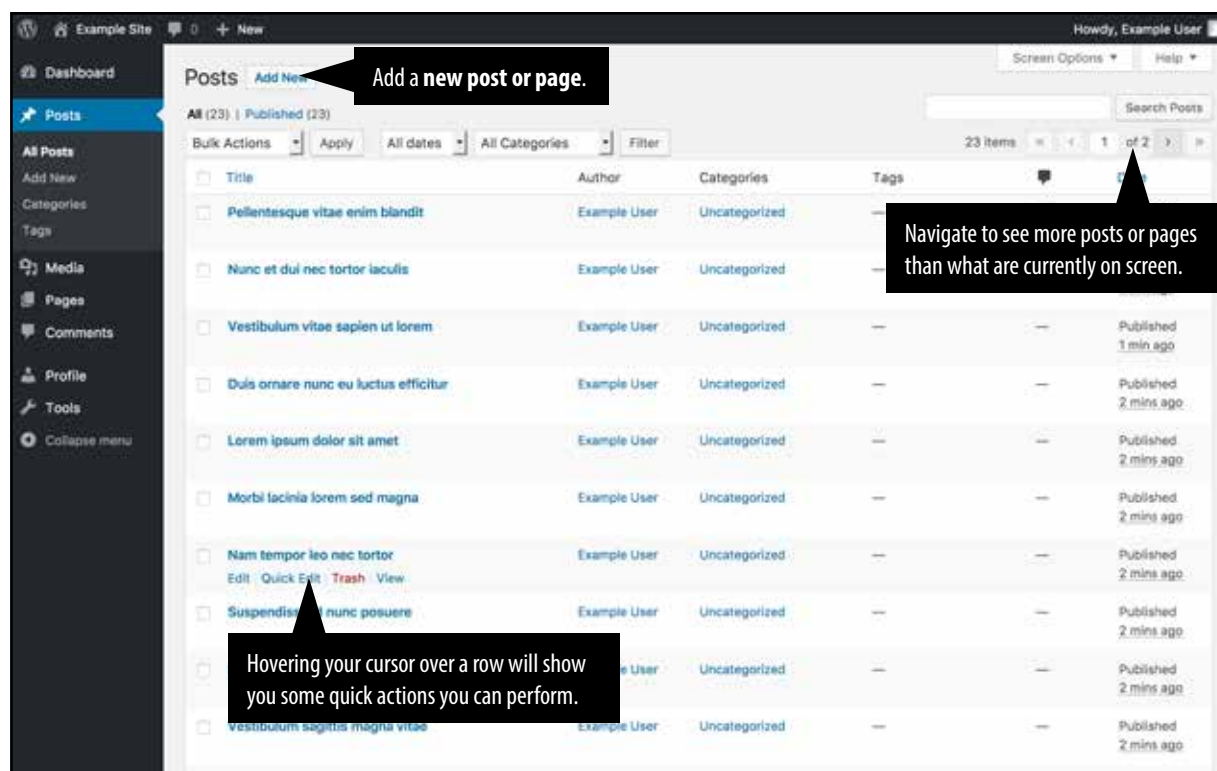 Example Site 0 + New Howdy, Example User
Dashboard
Posts
All Posts
Add New
Categories
Tags
Media
Pages
Comments
Profile
Tools
Collapse menu
Screen Options Help
Posts Add New
Add a new post or page.
All (23) | Published (23)
Search Posts
Bulk Actions Apply All dates All Categories Filter 23 items « ‹ 1 of 2 › »
Title Author Categories Tags
Pellentesque vitae enim blandit Example User Uncategorized —
Navigate to see more posts or pages
than what are currently on screen.
Nunc et dui nec tortor iaculis Example User Uncategorized —
Vestibulum vitae sapien ut lorem Example User Uncategorized — — Published
1 min ago
Duis ornare nunc eu luctus efficitur Example User Uncategorized — — Published
2 mins ago
Lorem ipsum dolor sit amet Example User Uncategorized — — Published
2 mins ago
Morbi lacinia lorem sed magna Example User Uncategorized — — Published
2 mins ago
Nam tempor leo nec tortor Example User Uncategorized — — Published
Edit Quick Edit Trash View 2 mins ago
nunc posuere Example User Uncategorized — — Published
2 mins ago
Hovering your cursor over a row will show
you some quick actions you can perform.
User Uncategorized — — Published
2 mins ago
Vestibulum sagittis magna vitae Example User Uncategorized — — Published
2 mins ago